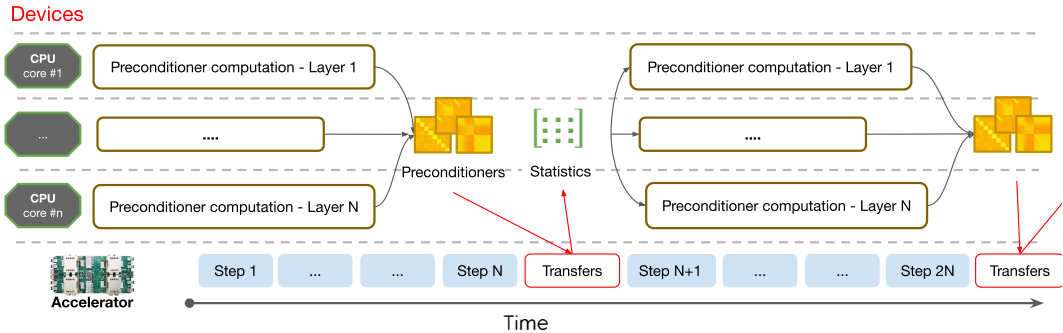 Devices
CPU
core #1
Preconditioner computation - Layer 1
Preconditioner computation - Layer 1
...
....
....
Preconditioners
Statistics
CPU
core #n
Preconditioner computation - Layer N
Preconditioner computation - Layer N
Step 1
...
...
Step N
Transfers
Step N+1
...
...
Step 2N
Transfers
Accelerator
Time